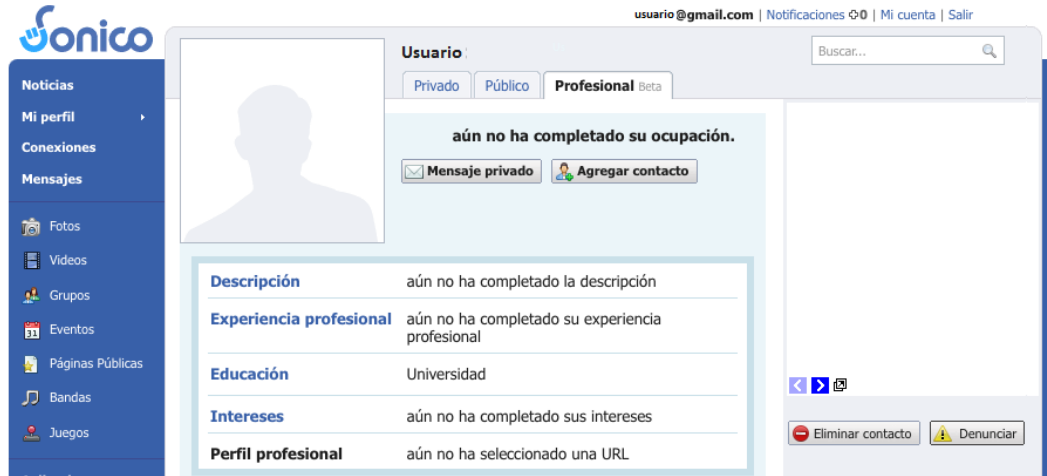 usuario@gmail.com | Notificaciones 0 | Mi cuenta | Salir
Sonico
Usuario
Buscar...
Privado Público Profesional Beta
Noticias
Mi perfil
Conexiones
Mensajes
Fotos
Videos
Grupos
31 Eventos
Páginas Públicas
Bandas
Juegos
aún no ha completado su ocupación.
Mensaje privado Agregar contacto
Descripción aún no ha completado la descripción
Experiencia profesional aún no ha completado su experiencia
profesional
Educación Universidad
Intereses aún no ha completado sus intereses
Perfil profesional aún no ha seleccionado una URL
Eliminar contacto Denunciar